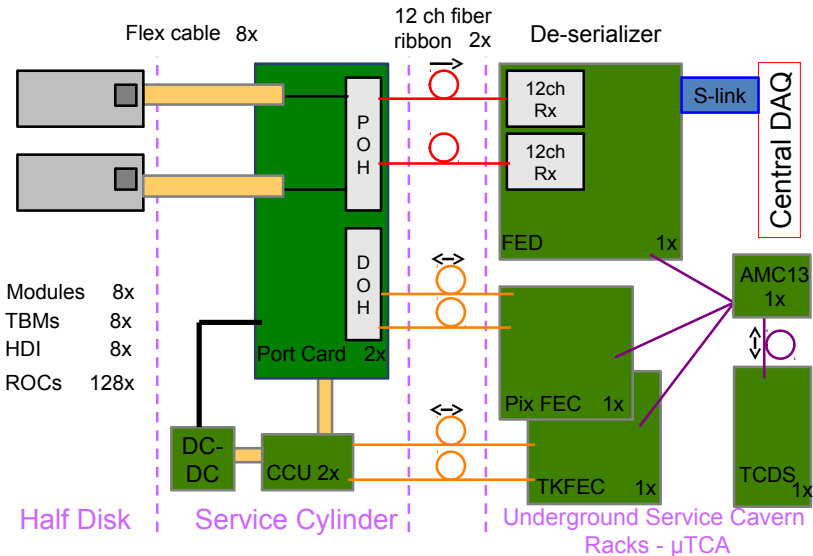 Flex cable 8x
12 ch fiber
ribbon 2x
De-serializer
P
O
H
12ch
Rx
12ch
Rx
S-link
Central DAQ
FED 1x
D
O
H
AMC13
1x
Modules 8x
TBMs 8x
HDI 8x
ROCs 128x
Port Card 2x
Pix FEC 1x
DC-
DC
CCU 2x
TKFEC 1x
TCDS
1x
Half Disk
Service Cylinder
Underground Service Cavern
Racks - µTCA